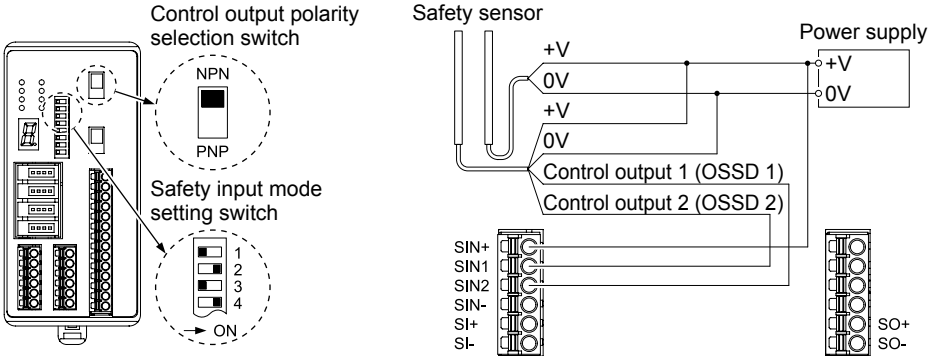 Control output polarity
selection switch
NPN
PNP
Safety input mode
setting switch
1
2
3
4
→ ON
Safety sensor
Power supply
+V
0V
+V
0V
+V
0V
Control output 1 (OSSD 1)
Control output 2 (OSSD 2)
SIN+
SIN1
SIN2
SIN-
SI+
SI-
SO+
SO-